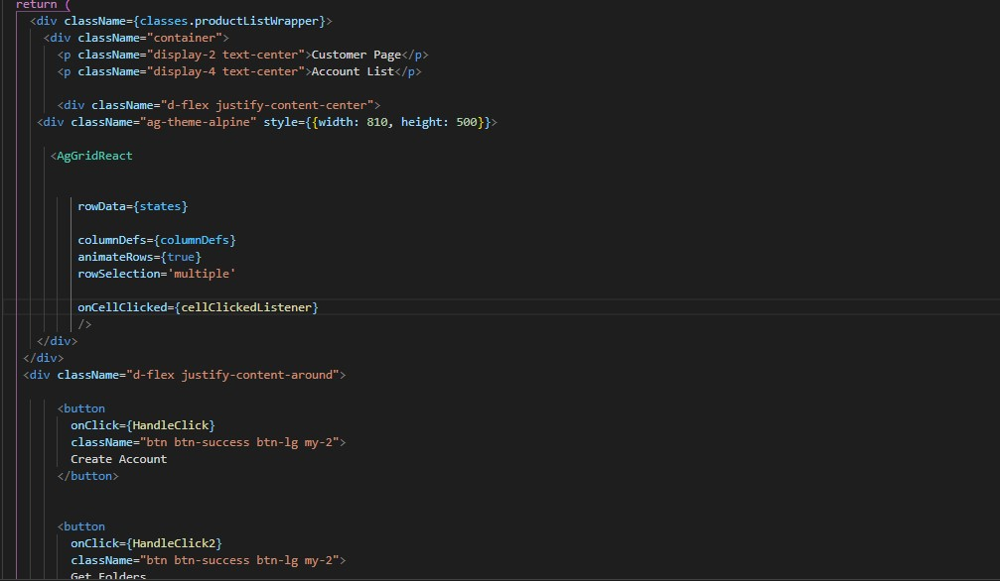 return (
<div className={classes.productListWrapper}>
<div className="container">
<p className="display-2 text-center">Customer Page</p>
<p className="display-4 text-center">Account List</p>
<div className="d-flex justify-content-center">
<div className="ag-theme-alpine" style={{width: 810, height: 500}}>
<AgGridReact
rowData={states}
columnDefs={columnDefs}
animateRows={true}
rowSelection='multiple'
onCellClicked={cellClickedListener}
/>
</div>
</div>
<div className="d-flex justify-content-around">
<button
onClick={HandleClick}
className="btn btn-success btn-lg my-2">
Create Account
</button>
<button
onClick={HandleClick2}
className="btn btn-success btn-lg my-2">
Get Folders